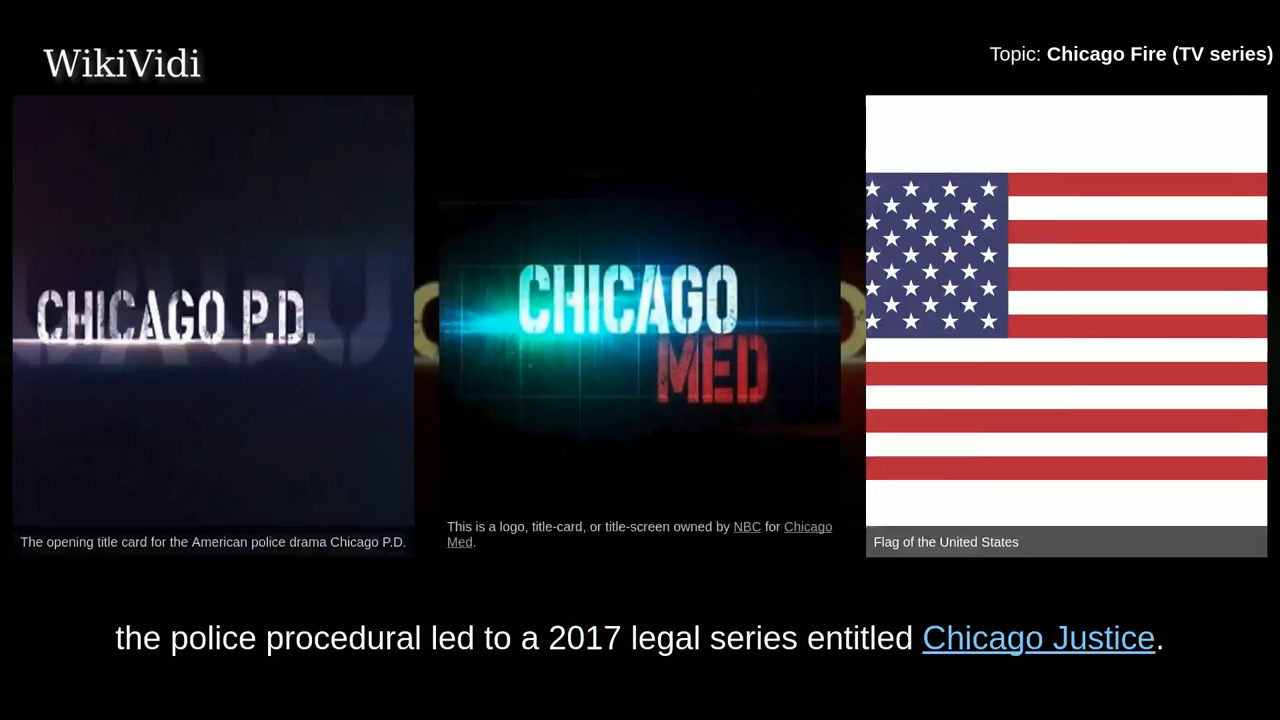 WikiVidi
Topic: Chicago Fire (TV series)
CHICAGO P.D.
The opening title card for the American police drama Chicago P.D.
CHICAGO
MED
This is a logo, title-card, or title-screen owned by NBC for Chicago
Med.
Flag of the United States
the police procedural led to a 2017 legal series entitled Chicago Justice.